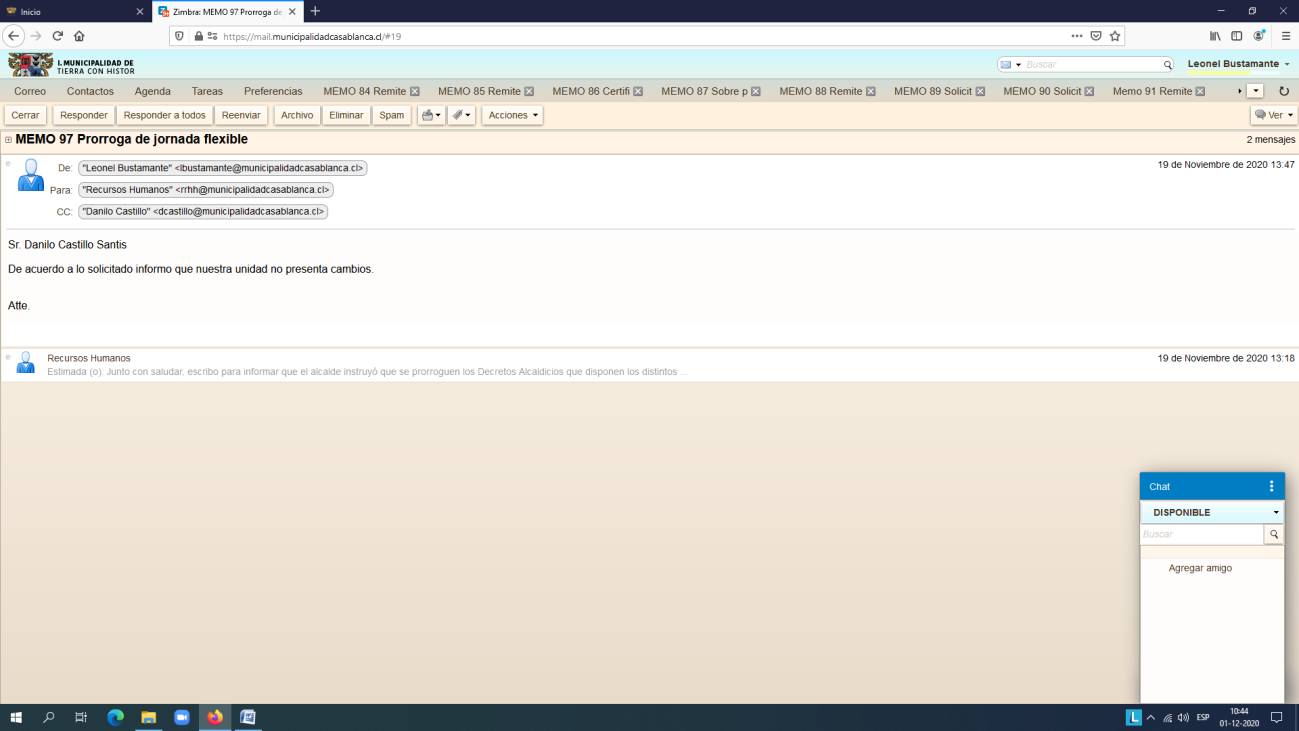 Inicio
Zimbra: MEMO 97 Prorroga de
https://mail.municipalidadcasablanca.cl/#19
I. MUNICIPALIDAD DE
TIERRA CON HISTOR
Buscar
Leonel Bustamante
Correo Contactos Agenda Tareas Preferencias MEMO 84 Remite MEMO 85 Remite MEMO 86 Certifi MEMO 87 Sobre p MEMO 88 Remite MEMO 89 Solicit MEMO 90 Solicit Memo 91 Remite
Cerrar Responder Responder a todos Reenviar Archivo Eliminar Spam Acciones Ver
MEMO 97 Prorroga de jornada flexible 2 mensajes
De: "Leonel Bustamante" <lbustamante@municipalidadcasablanca.cl> 19 de Noviembre de 2020 13:47
Para: "Recursos Humanos" <rrhh@municipalidadcasablanca.cl>
CC: "Danilo Castillo" <dcastillo@municipalidadcasablanca.cl>
Sr. Danilo Castillo Santis
De acuerdo a lo solicitado informo que nuestra unidad no presenta cambios.
Atte.
Recursos Humanos 19 de Noviembre de 2020 13:18
Estimada (o): Junto con saludar, escribo para informar que el alcalde instruyó que se prorroguen los Decretos Alcaldicios que disponen los distintos ...
Chat
DISPONIBLE
Buscar
Agregar amigo
L ESP 10:44
01-12-2020